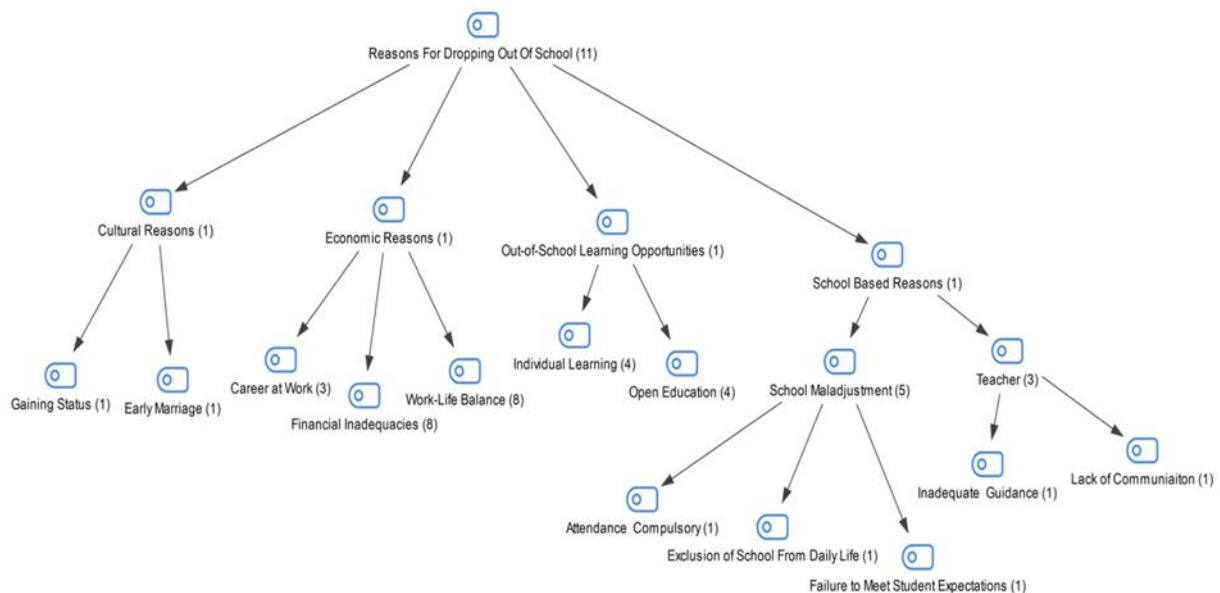 Reasons For Dropping Out Of School (11)
Cultural Reasons (1)
Economic Reasons (1)
Out-of-School Learning Opportunities (1)
School Based Reasons (1)
Gaining Status (1)
Early Marriage (1)
Career at Work (3)
Financial Inadequacies (8)
Work-Life Balance (8)
Individual Learning (4)
Open Education (4)
School Maladjustment (5)
Teacher (3)
Attendance Compulsory (1)
Exclusion of School From Daily Life (1)
Failure to Meet Student Expectations (1)
Inadequate Guidance (1)
Lack of Communiaiton (1)